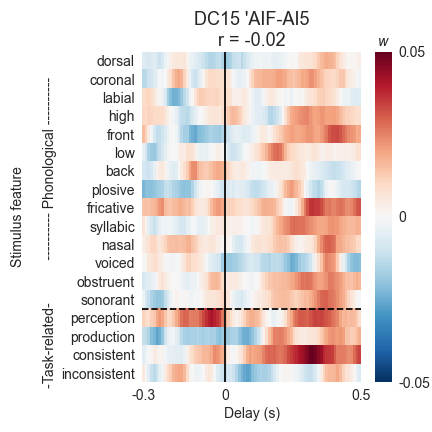 DC15 'AIF-AI5
r = -0.02
w
dorsal
coronal
labial
high
front
low
back
plosive
fricative
syllabic
nasal
voiced
obstruent
sonorant
perception
production
consistent
inconsistent
Stimulus feature
-Task-related- ---------- Phonological ----------
0.05
0
-0.05
-0.3 0 0.5
Delay (s)